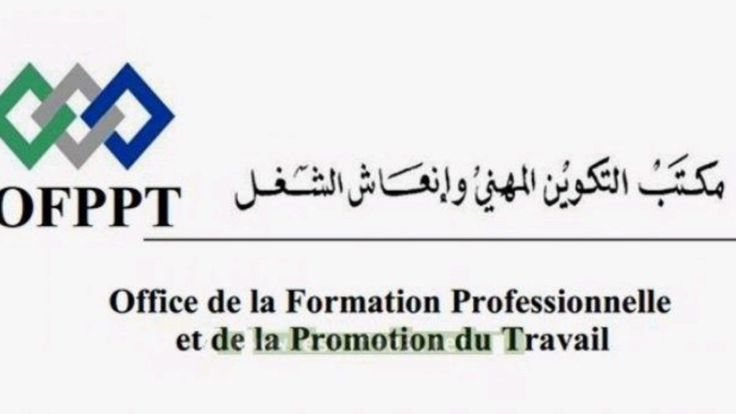 مكتب التكوين المهني وإنعاش الشغل
OFPPT
Office de la Formation Professionnelle
et de la Promotion du Travail